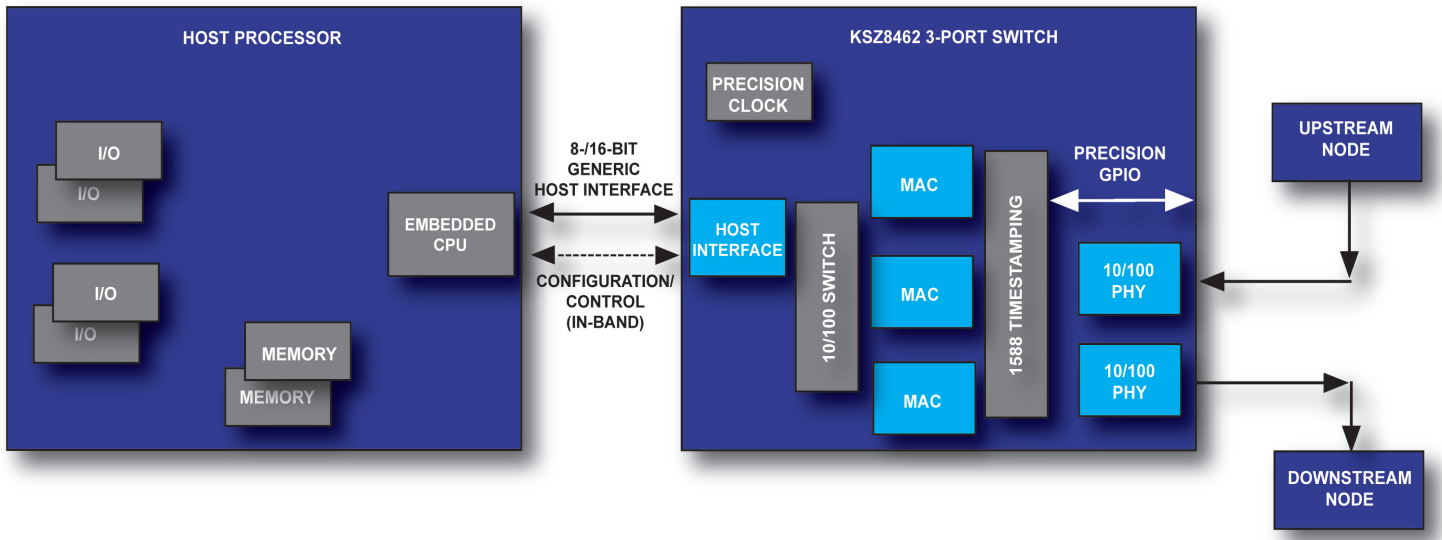 HOST PROCESSOR
I/O
I/O
I/O
I/O
MEMORY
MEMORY
EMBEDDED
CPU
8-/16-BIT
GENERIC
HOST INTERFACE
CONFIGURATION/
CONTROL
(IN-BAND)
KSZ8462 3-PORT SWITCH
PRECISION
CLOCK
HOST
INTERFACE
10/100 SWITCH
MAC
MAC
MAC
1588 TIMESTAMPING
PRECISION
GPIO
10/100
PHY
10/100
PHY
UPSTREAM
NODE
DOWNSTREAM
NODE